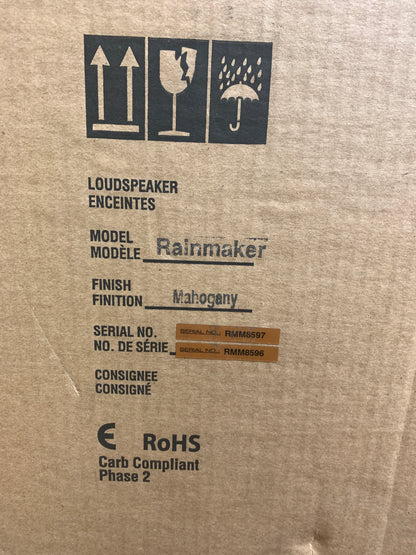 LOUDSPEAKER
ENCEINTES
MODEL
MODÈLE Rainmaker
FINISH
FINITION Mahogany
SERIAL NO. SERIAL NO.: RMM8597
NO. DE SÉRIE SERIAL NO.: RMM8596
CONSIGNEE
CONSIGNÉ
CE RoHS
Carb Compliant
Phase 2